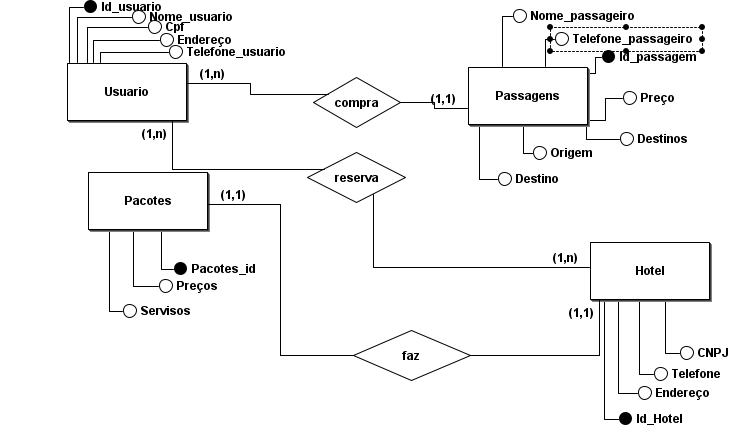 Id_usuario
Nome_usuario
Cpf
Endereço
Telefone_usuario
Usuario
(1,n)
compra
(1,1)
Nome_passageiro
Telefone_passageiro
Id_passagem
Passagens
Preço
Destinos
Origem
Destino
(1,n)
reserva
Pacotes
(1,1)
Pacotes_id
Preços
Servisos
(1,n)
Hotel
(1,1)
faz
CNPJ
Telefone
Endereço
Id_Hotel